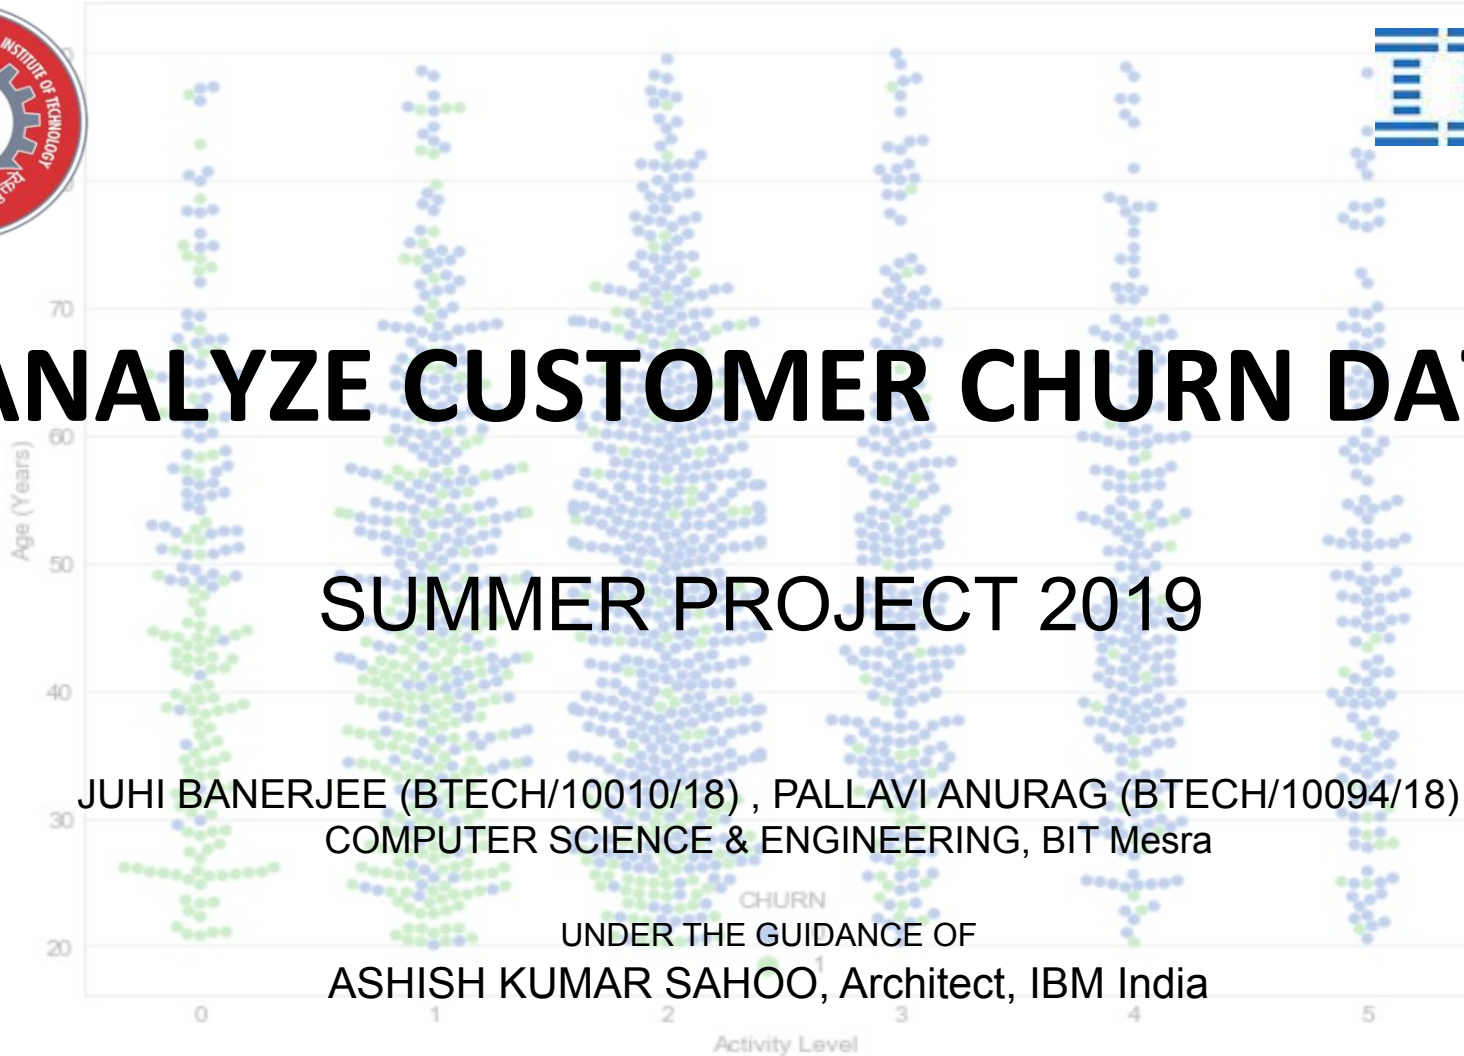 INSTITUTE OF TECHNOLOGY
70
ANALYZE CUSTOMER CHURN DAT
60
Age (Years)
50
SUMMER PROJECT 2019
40
JUHI BANERJEE (BTECH/10010/18) , PALLAVI ANURAG (BTECH/10094/18)
30
COMPUTER SCIENCE & ENGINEERING, BIT Mesra
CHURN
UNDER THE GUIDANCE OF
20
1
ASHISH KUMAR SAHOO, Architect, IBM India
0 1 2 3 4 5
Activity Level